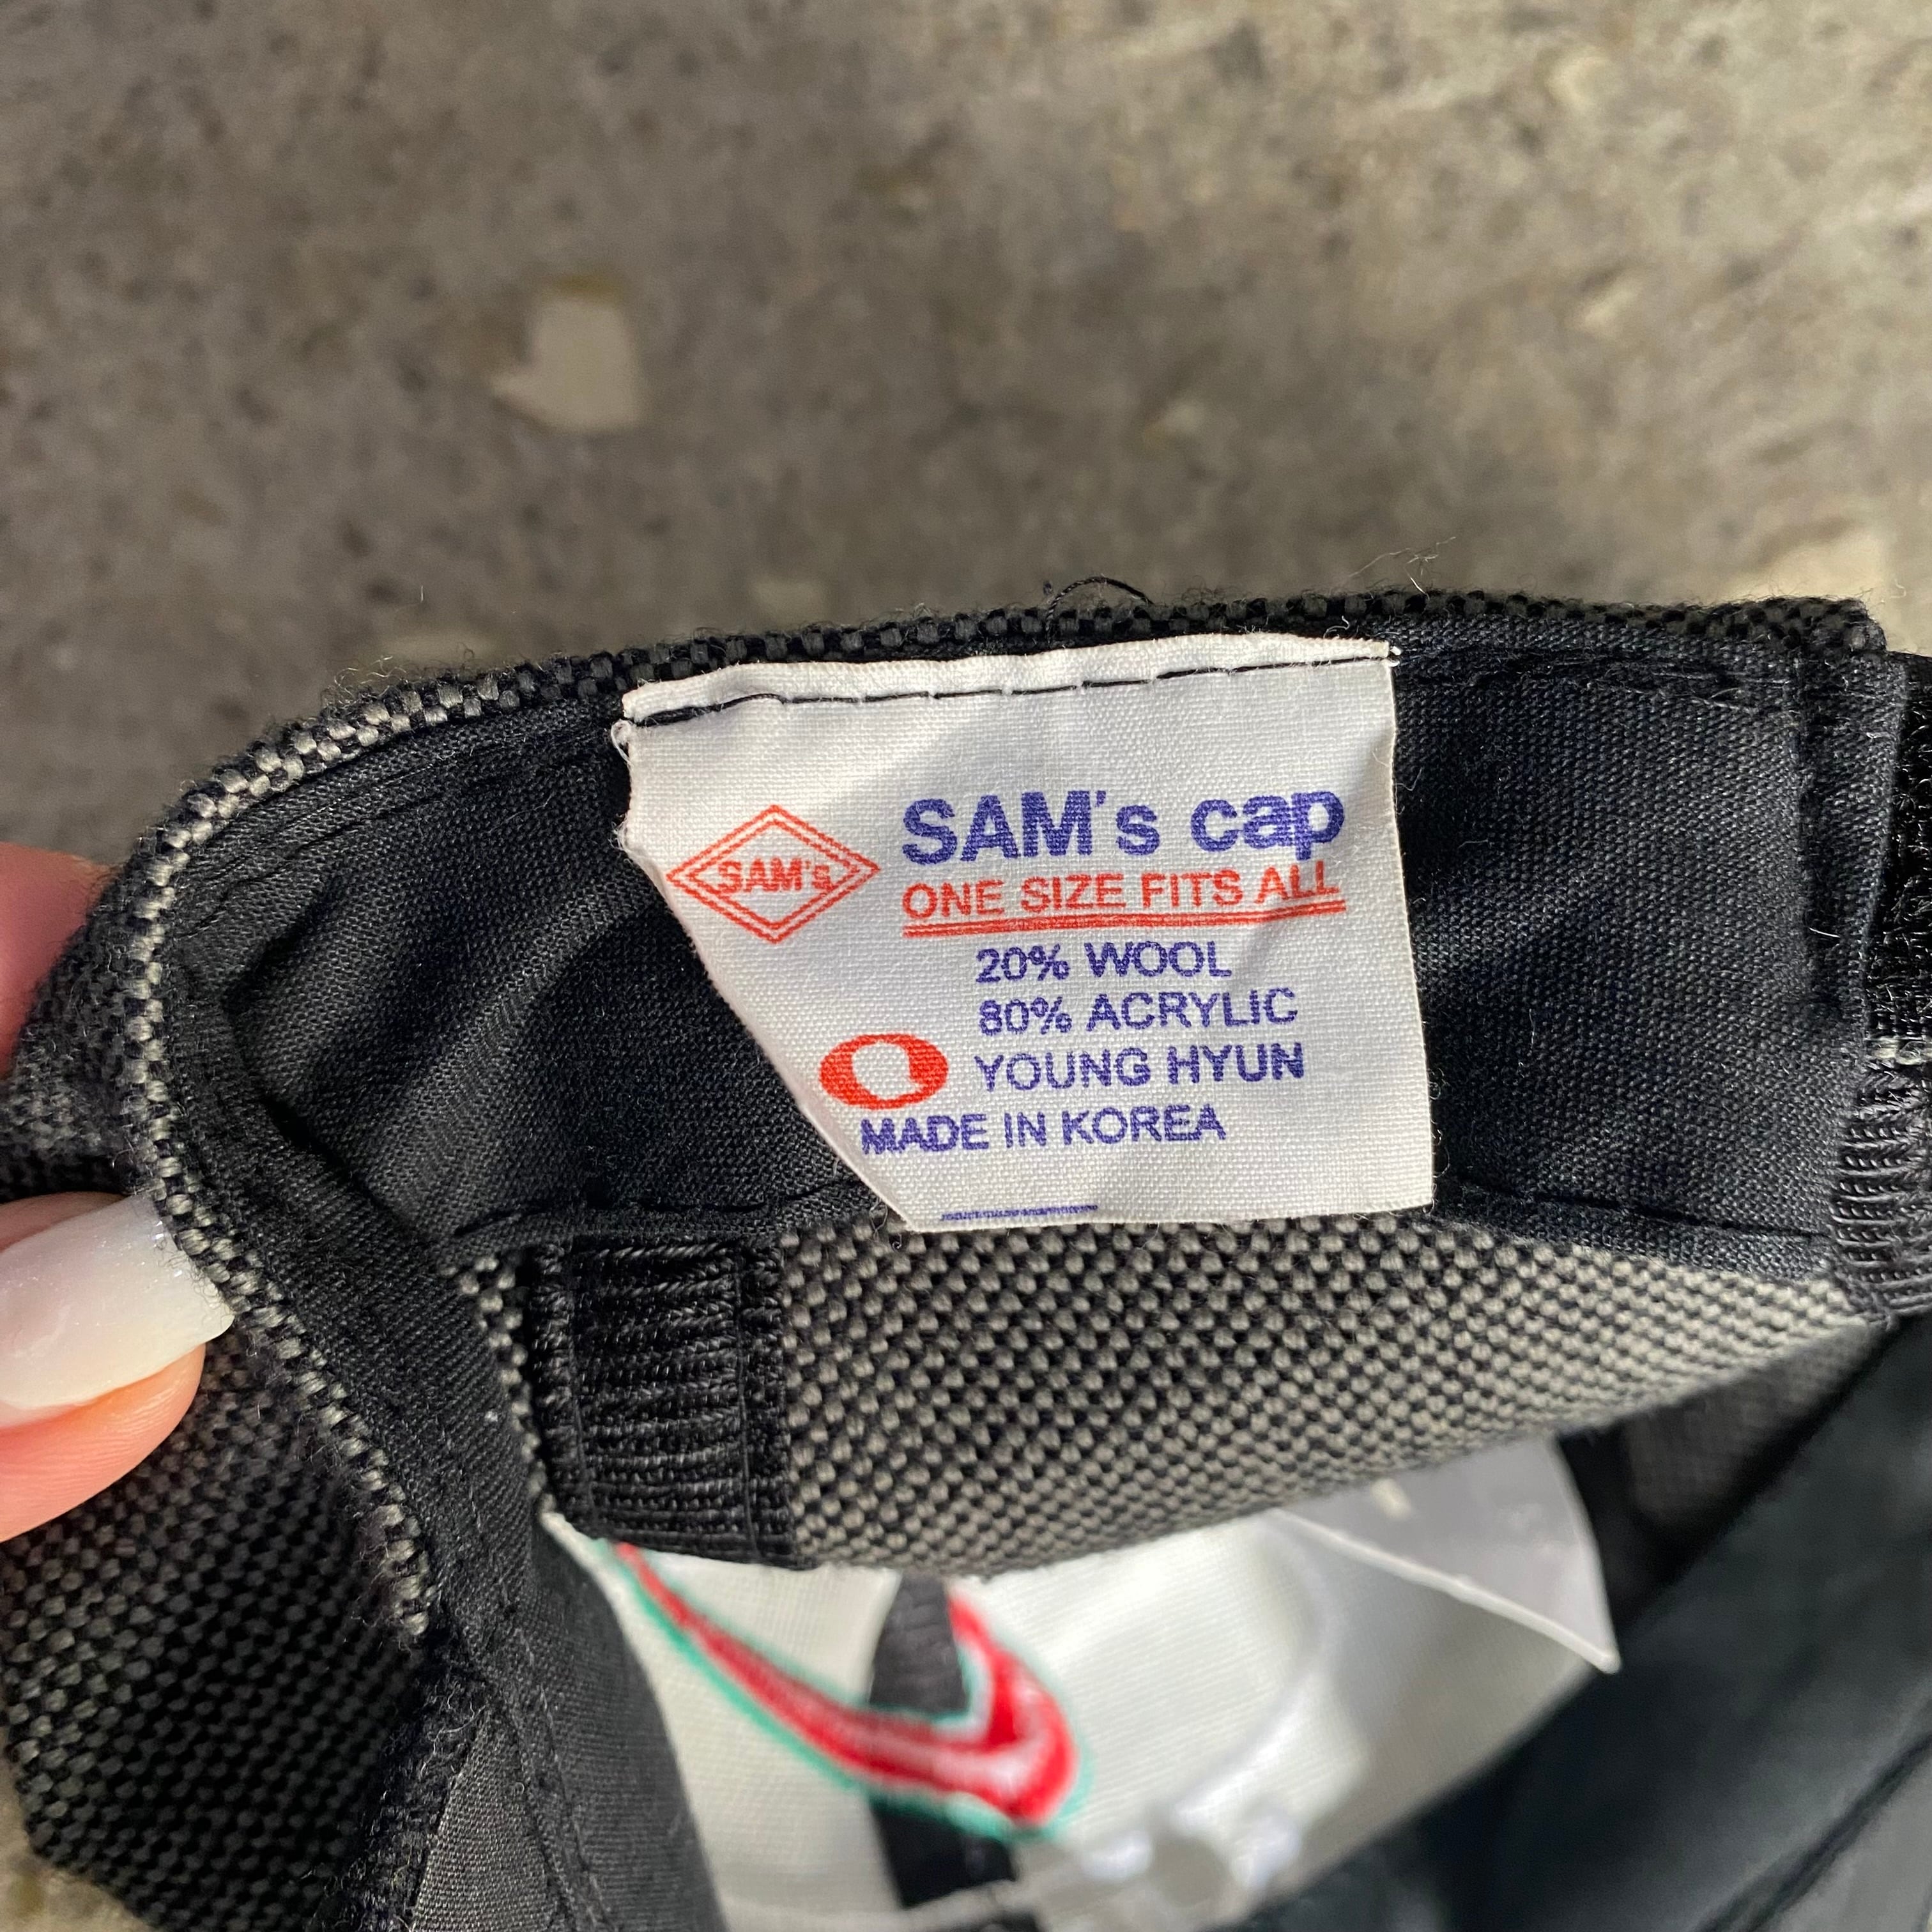 SAM's
SAM's cap
ONE SIZE FITS ALL
20% WOOL
80% ACRYLIC
YOUNG HYUN
MADE IN KOREA